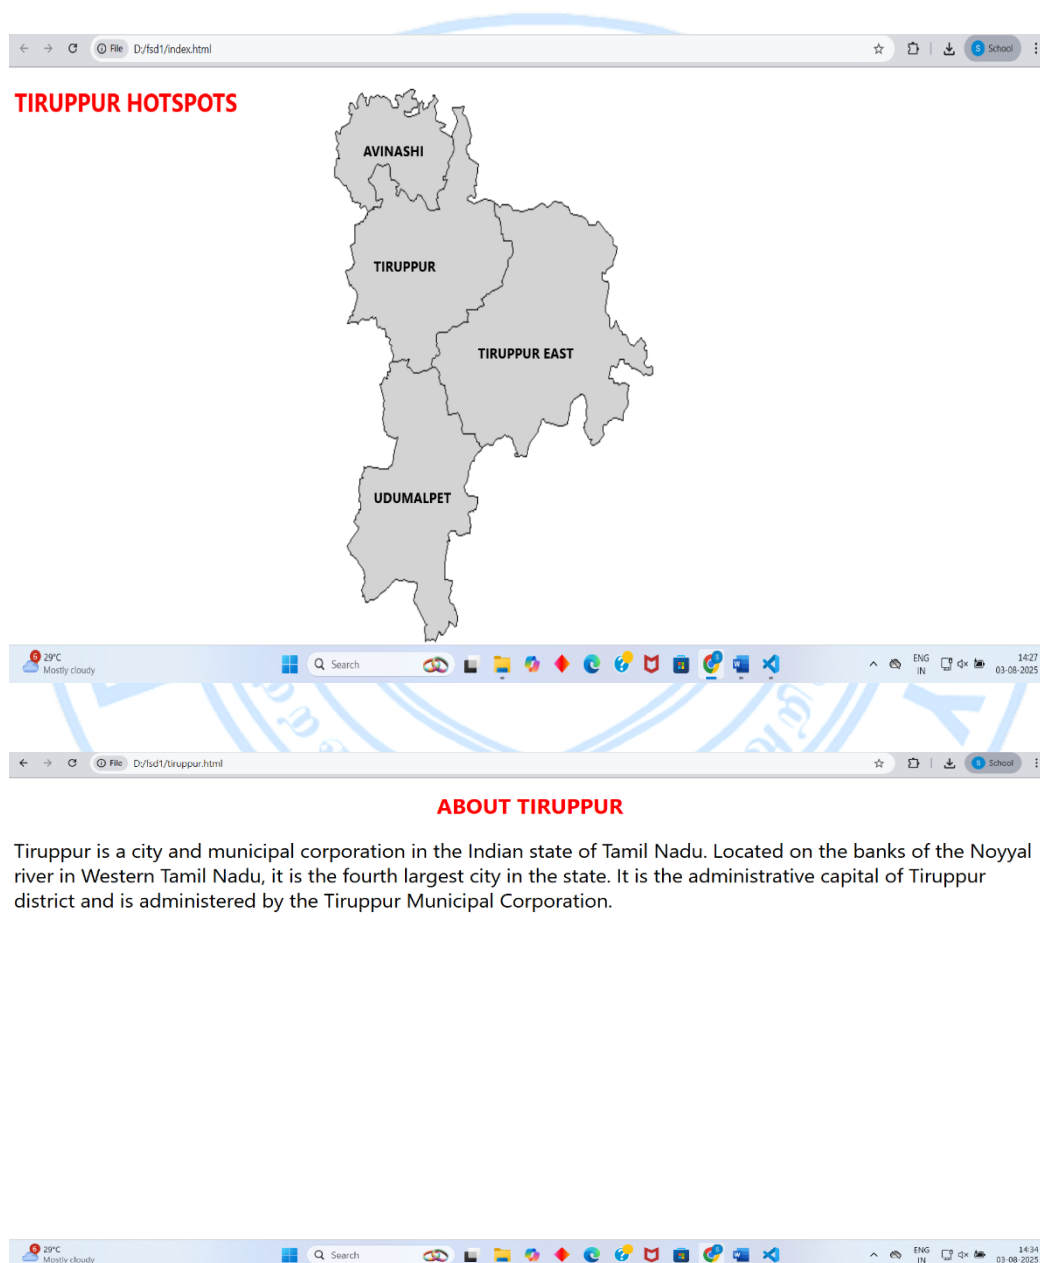 File D:/fsd1/index.html
S School
TIRUPPUR HOTSPOTS
AVINASHI
TIRUPPUR
TIRUPPUR EAST
UDUMALPET
6 29°C
Mostly cloudy
Search
ENG
IN
14:27
03-08-2025
File D:/fsd1/tiruppur.html
S School
ABOUT TIRUPPUR
Tiruppur is a city and municipal corporation in the Indian state of Tamil Nadu. Located on the banks of the Noyyal
river in Western Tamil Nadu, it is the fourth largest city in the state. It is the administrative capital of Tiruppur
district and is administered by the Tiruppur Municipal Corporation.
6 29°C
Mostly cloudy
Search
ENG
IN
14:34
03-08-2025